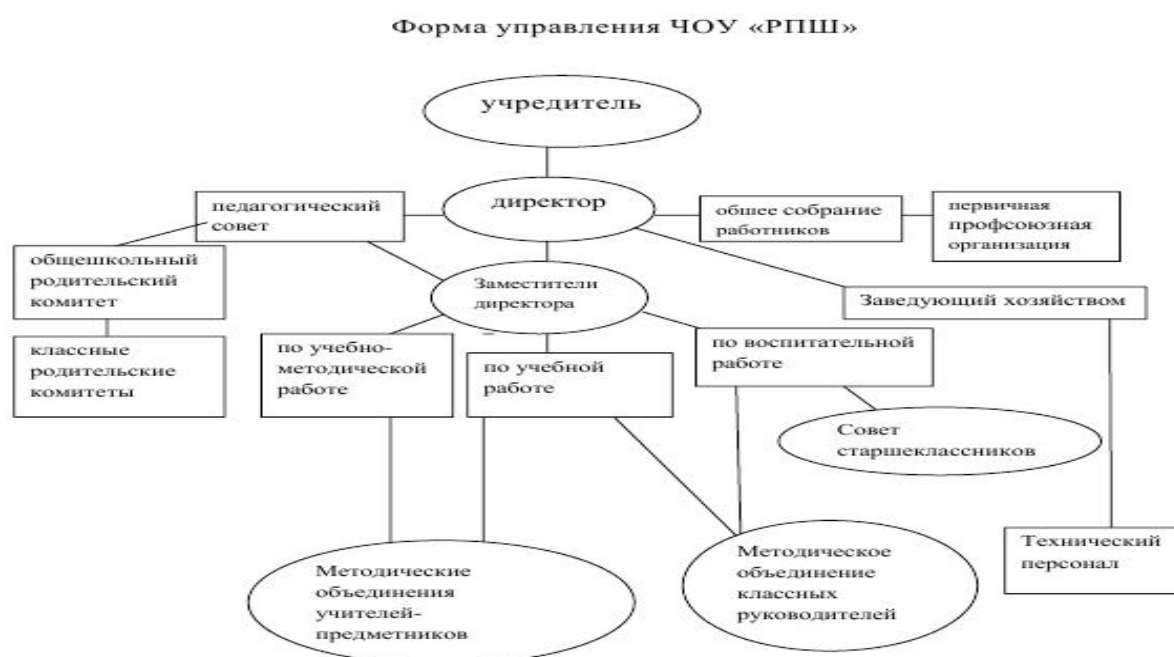 Форма управления ЧОУ «РПШ»
учредитель
директор
педагогический
совет
обшее собрание
работников
первичная
профсоюзная
организация
общешкольный
родительский
комитет
Заместители
директора
Заведующий хозяйством
классные
родительские
комитеты
по учебно-
методической
работе
по учебной
работе
по воспитательной
работе
Совет
старшеклассников
Методические
объединения
учителей-
предметников
Методическое
объединение
классных
руководителей
Технический
персонал